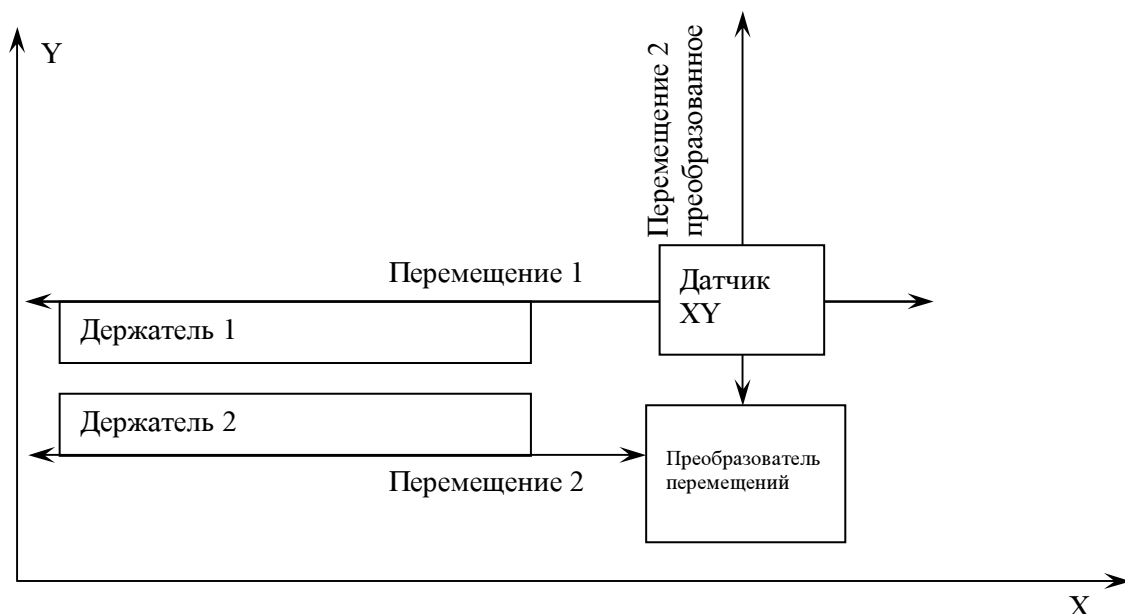 Y
Перемещение 2
преобразованное
Перемещение 1
Датчик
XY
Держатель 1
Держатель 2
Перемещение 2
Преобразователь
перемещений
X